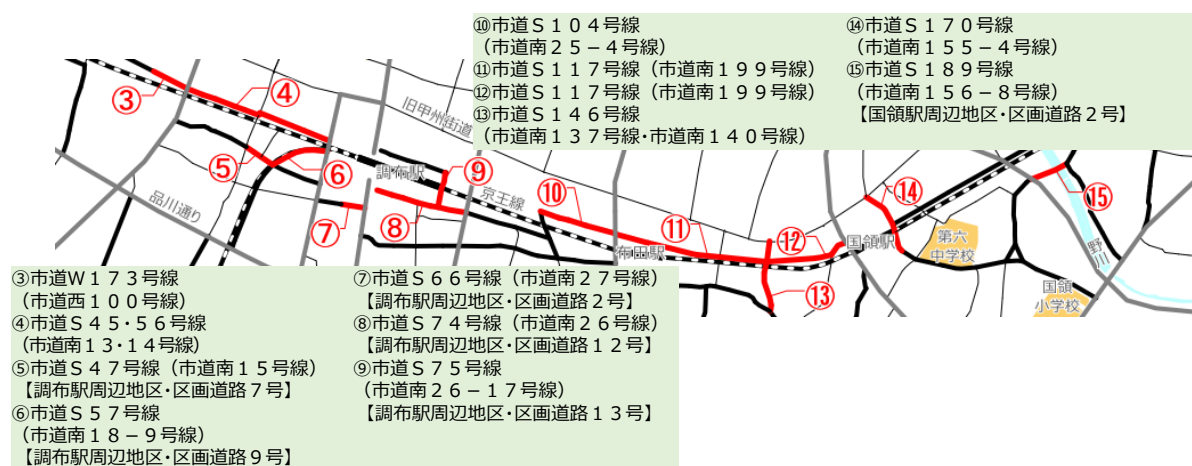 ⑩市道Ｓ１０４号線
（市道南２５－４号線）
⑪市道Ｓ１１７号線（市道南１９９号線）
⑫市道Ｓ１１７号線（市道南１９９号線）
⑬市道Ｓ１４６号線
（市道南１３７号線・市道南１４０号線）
⑭市道Ｓ１７０号線
（市道南１５５－４号線）
⑮市道Ｓ１８９号線
（市道南１５６－８号線）
【国領駅周辺地区・区画道路２号】
③
④
旧甲州街道
⑤
⑥
調布駅
⑨
品川通り
京王線
⑩
⑦
⑧
布田駅
⑪
⑫
国領駅
⑭
第六
中学校
⑮
野川
⑬
国領
小学校
③市道Ｗ１７３号線
（市道西１００号線）
④市道Ｓ４５・５６号線
（市道南１３・１４号線）
⑤市道Ｓ４７号線（市道南１５号線）
【調布駅周辺地区・区画道路７号】
⑥市道Ｓ５７号線
（市道南１８－９号線）
【調布駅周辺地区・区画道路９号】
⑦市道Ｓ６６号線（市道南２７号線）
【調布駅周辺地区・区画道路２号】
⑧市道Ｓ７４号線（市道南２６号線）
【調布駅周辺地区・区画道路１２号】
⑨市道Ｓ７５号線
（市道南２６－１７号線）
【調布駅周辺地区・区画道路１３号】